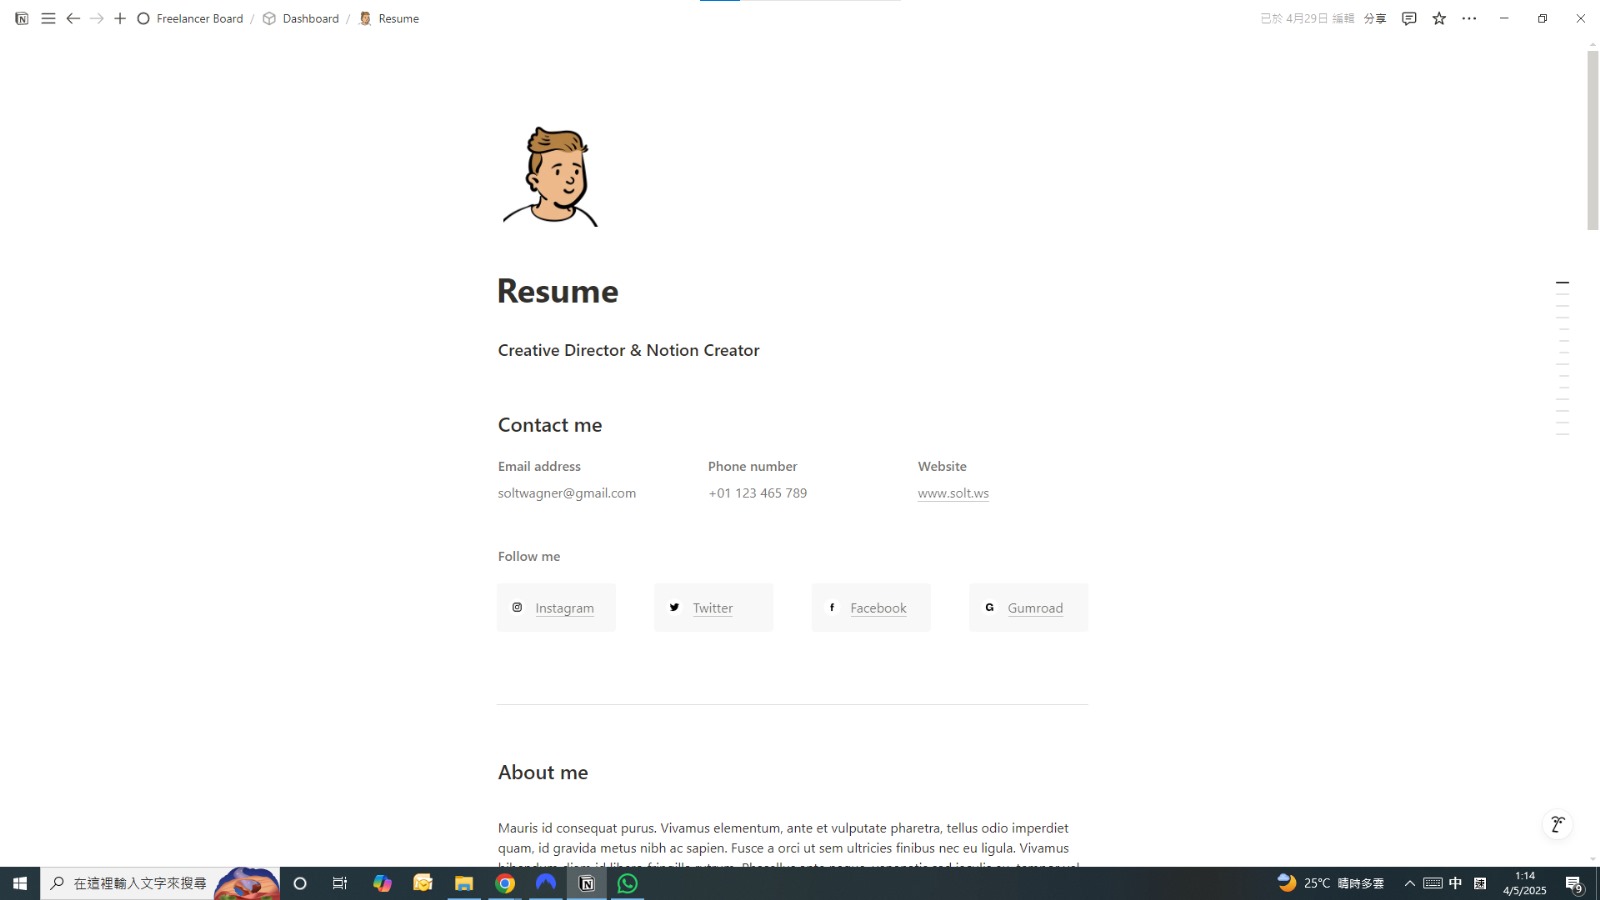 Freelancer Board / Dashboard / Resume
已於 4月29日 編輯 分享
Resume
Creative Director & Notion Creator
Contact me
Email address Phone number Website
soltwagner@gmail.com +01 123 465 789 www.solt.ws
Follow me
Instagram Twitter Facebook Gumroad
About me
Mauris id consequat purus. Vivamus elementum, ante et vulputate pharetra, tellus odio imperdiet
quam, id gravida metus nibh ac sapien. Fusce a orci ut sem ultricies finibus nec eu ligula. Vivamus
在這裡輸入文字來搜尋
25°C 晴時多雲
中
1:14
4/5/2025
9